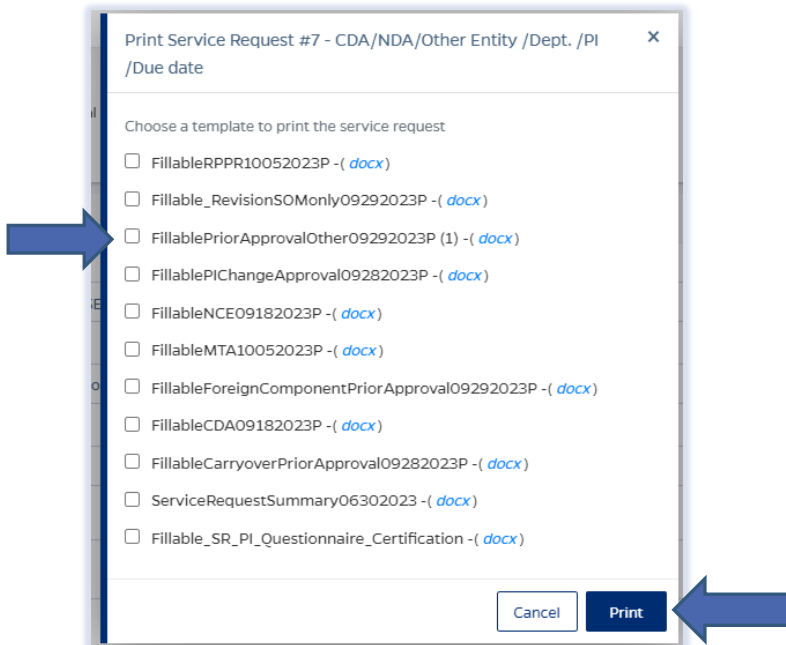 Print Service Request #7 - CDA/NDA/Other Entity /Dept. /PI
/Due date
×
Choose a template to print the service request
FillableRPPR10052023P -( docx )
Fillable_RevisionSOMonly09292023P -( docx )
FillablePriorApprovalOther09292023P (1) -( docx )
FillablePIChangeApproval09282023P -( docx )
FillableNCE09182023P -( docx )
FillableMTA10052023P -( docx )
FillableForeignComponentPriorApproval09292023P -( docx )
FillableCDA09182023P -( docx )
FillableCarryoverPriorApproval09282023P -( docx )
ServiceRequestSummary06302023 -( docx )
Fillable_SR_PI_Questionnaire_Certification -( docx )
Cancel
Print